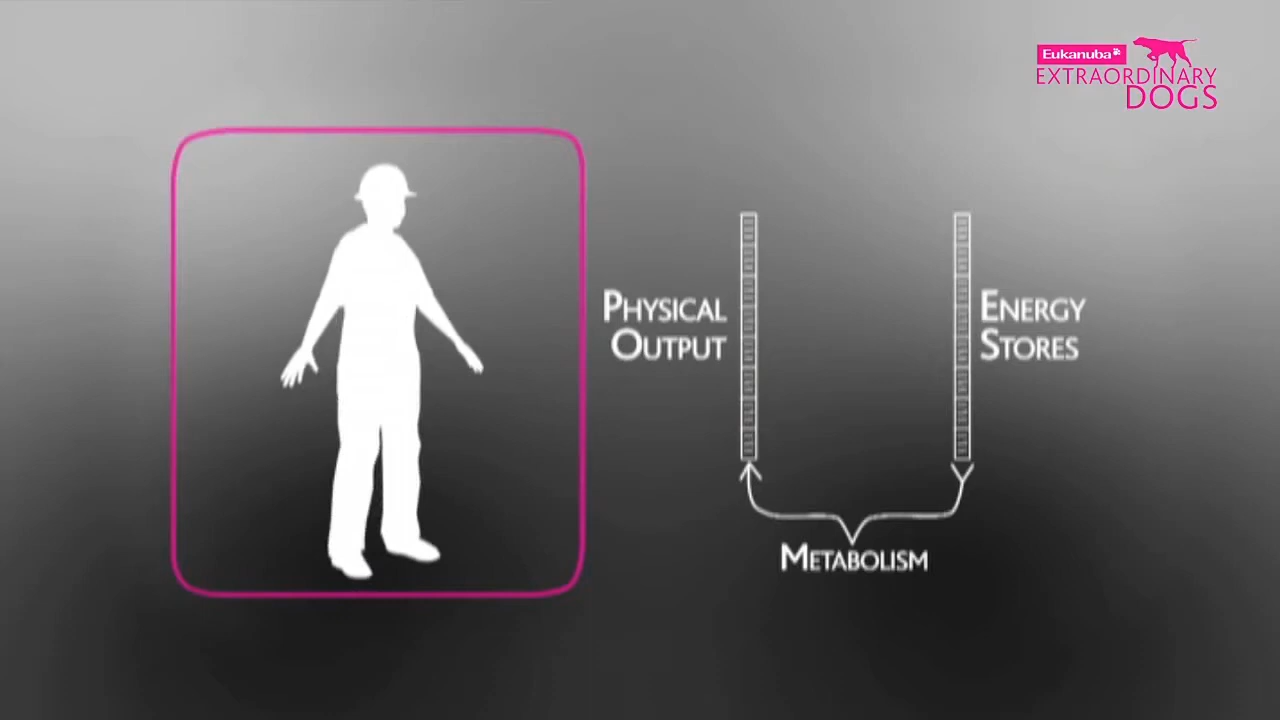 Eukanuba
EXTRAORDINARY
DOGS
PHYSICAL
OUTPUT
ENERGY
STORES
METABOLISM